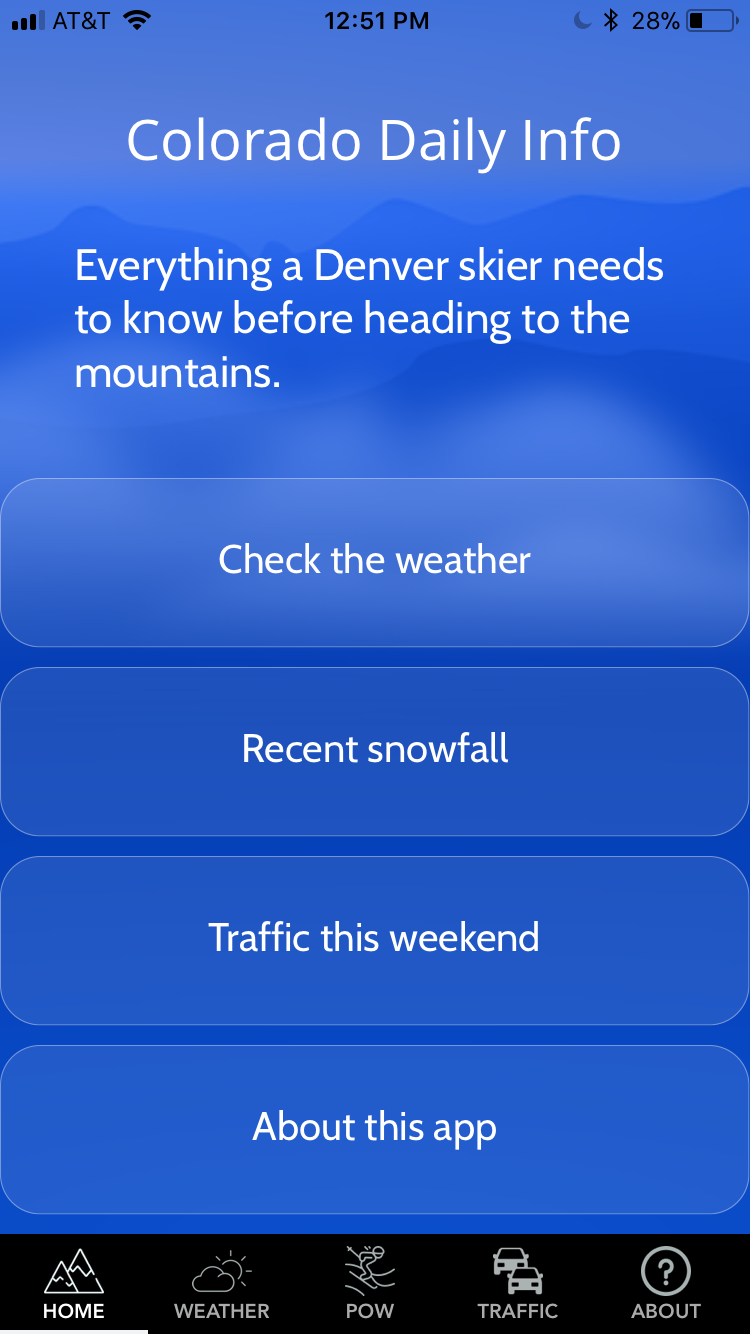 AT&T 12:51 PM 28%
Colorado Daily Info
Everything a Denver skier needs
to know before heading to the
mountains.
Check the weather
Recent snowfall
Traffic this weekend
About this app
?
HOME WEATHER POW TRAFFIC ABOUT